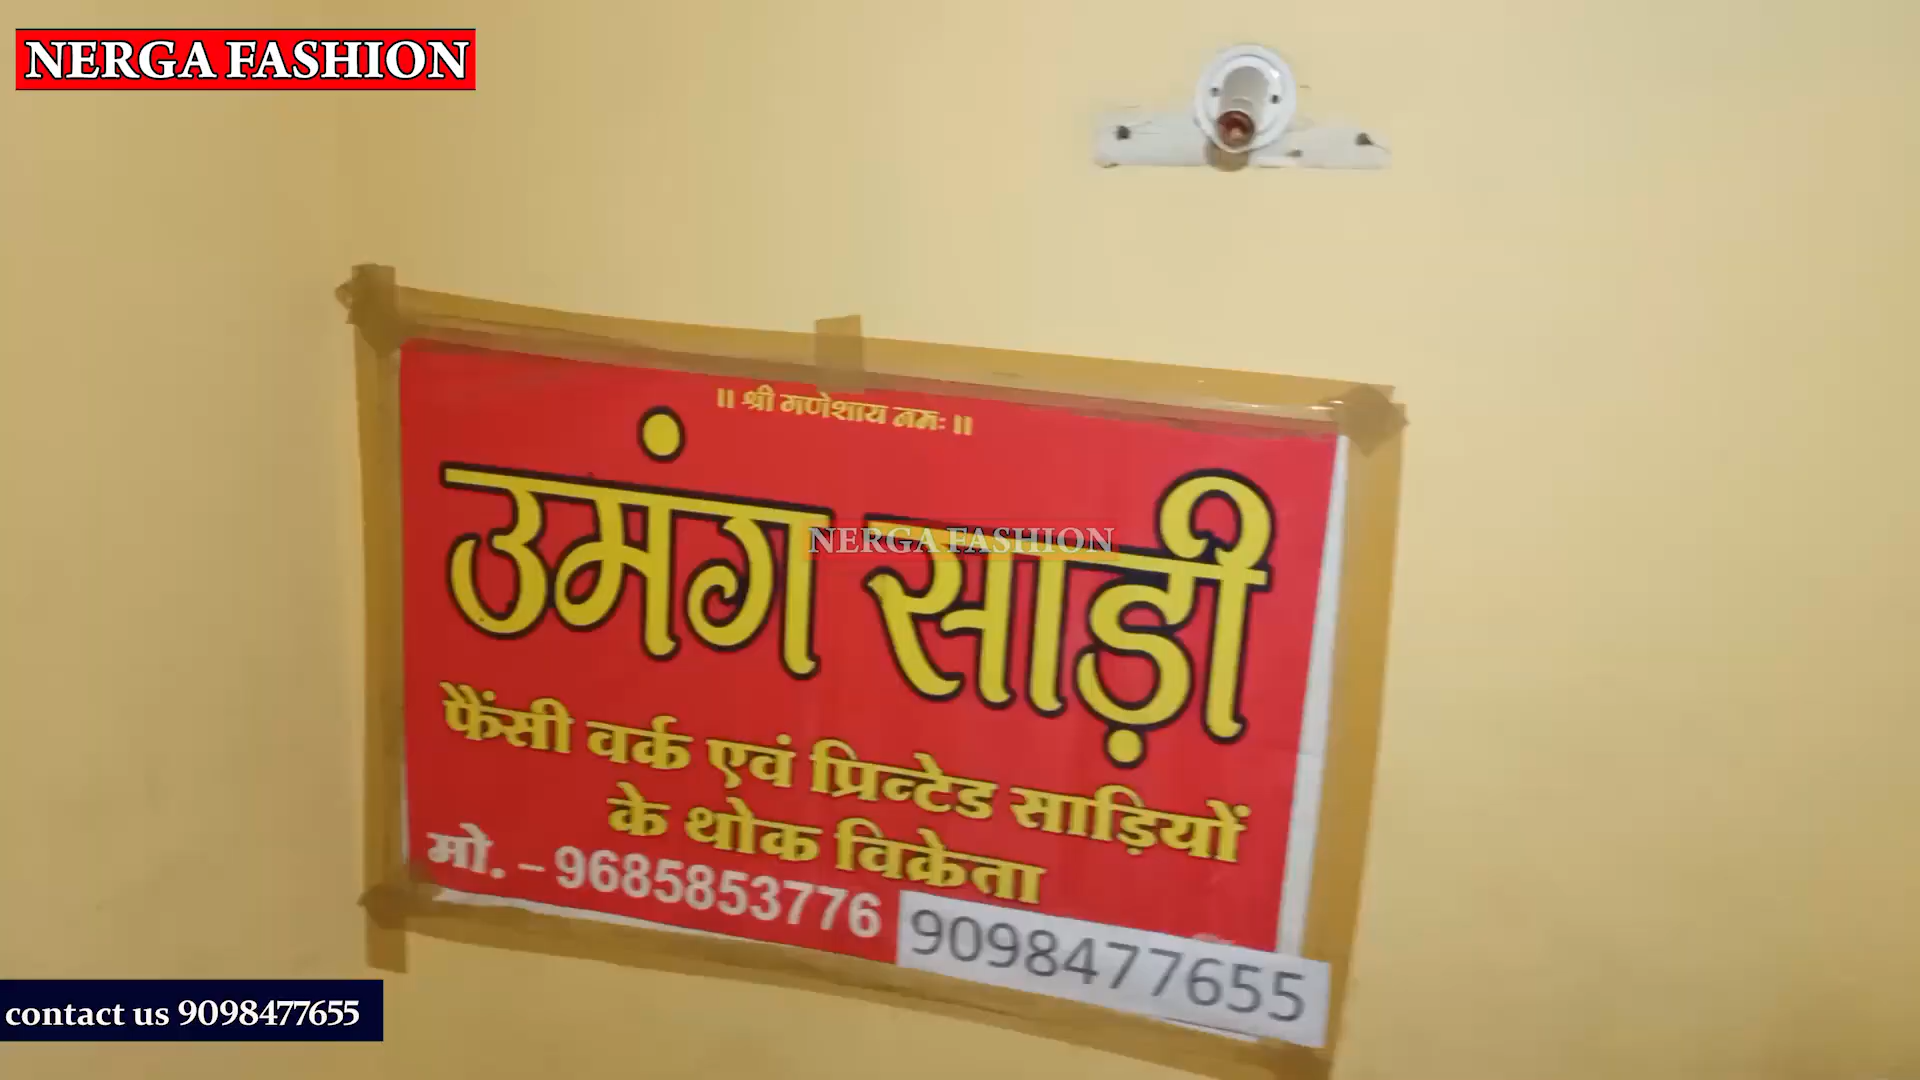 NERGA FASHION
॥ श्री गणेशाय नमः ॥
उमंग साड़ी
NERGA FASHION
फैंसी वर्क एवं प्रिन्टेड साड़ियों
के थोक विक्रेता
मो. - 9685853776
9098477655
contact us 9098477655